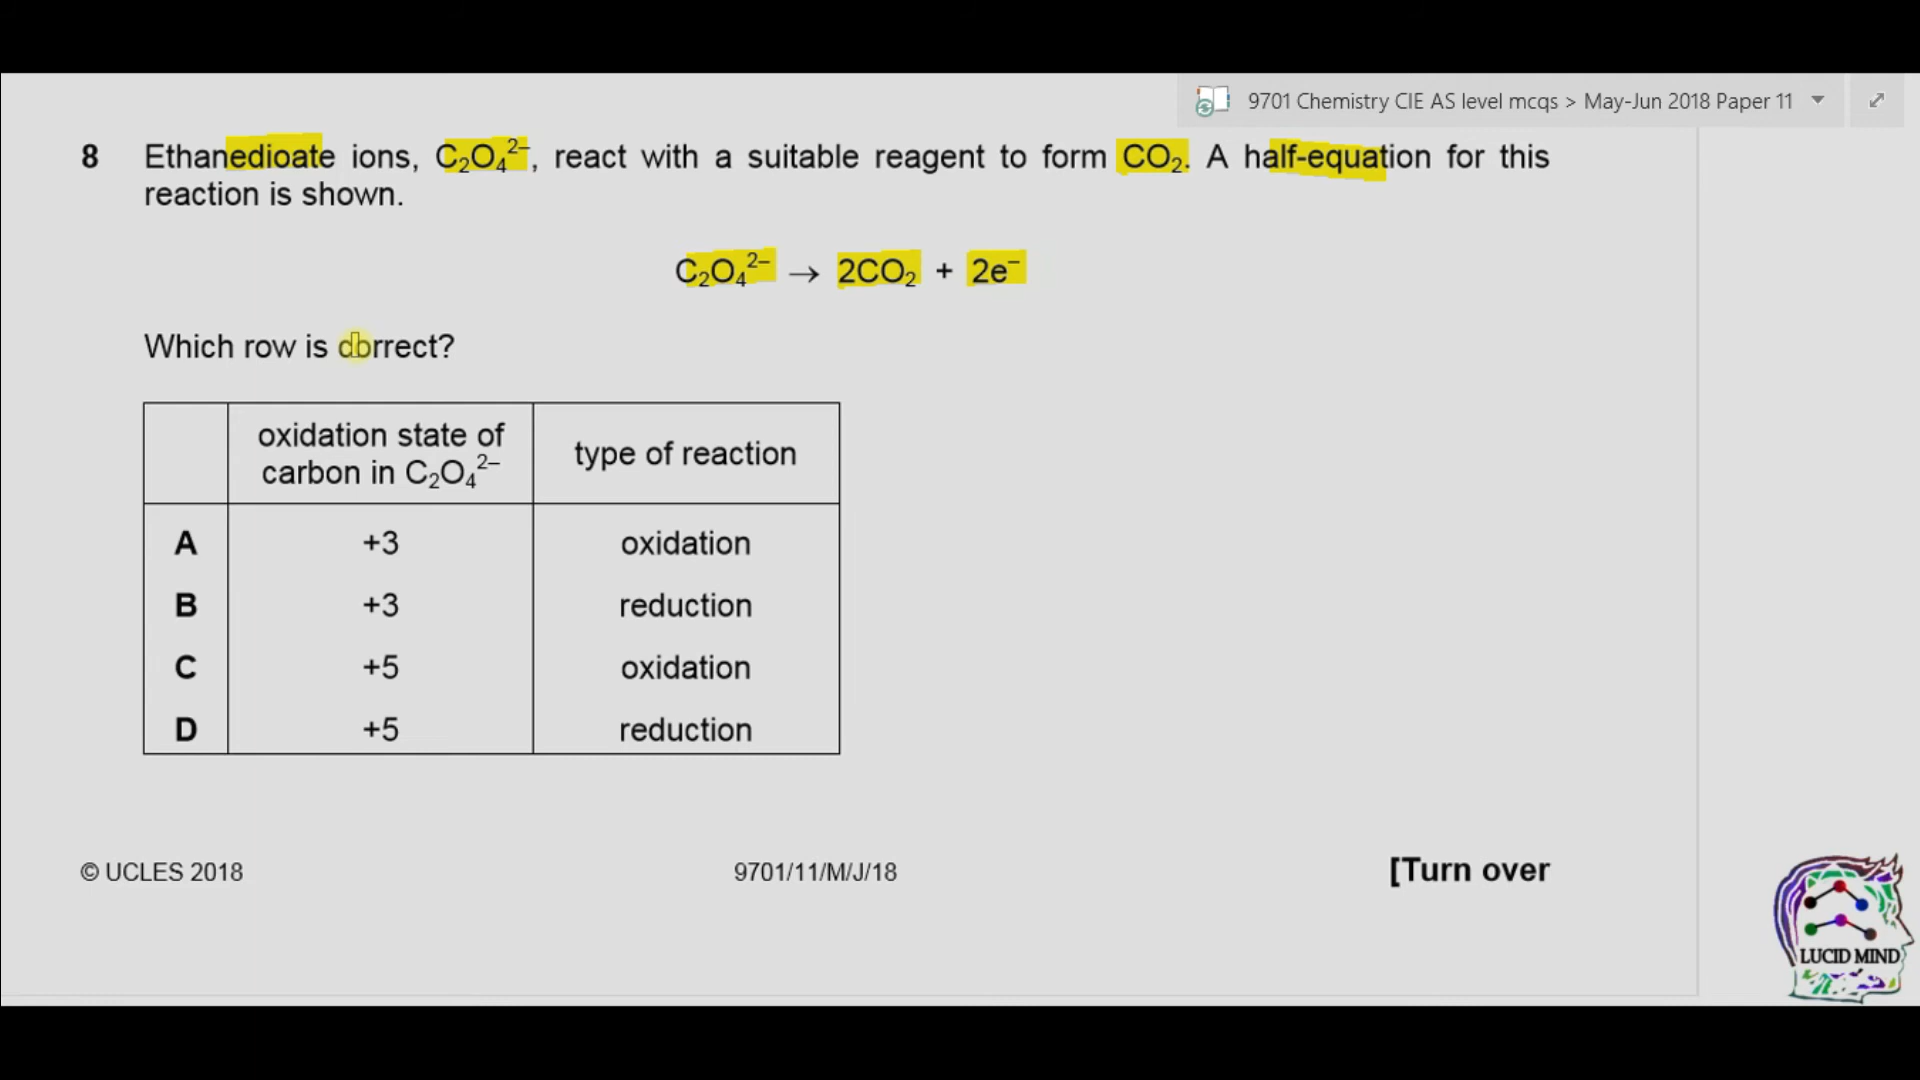 9701 Chemistry CIE AS level mcqs > May-Jun 2018 Paper 11
8 Ethanedioate ions, C₂O₄²⁻, react with a suitable reagent to form CO₂. A half-equation for this
reaction is shown.
C₂O₄²⁻ → 2CO₂ + 2e⁻
Which row is correct?
oxidation state of
carbon in C₂O₄²⁻
type of reaction
A +3 oxidation
B +3 reduction
C +5 oxidation
D +5 reduction
© UCLES 2018 9701/11/M/J/18 [Turn over
LUCID MIND